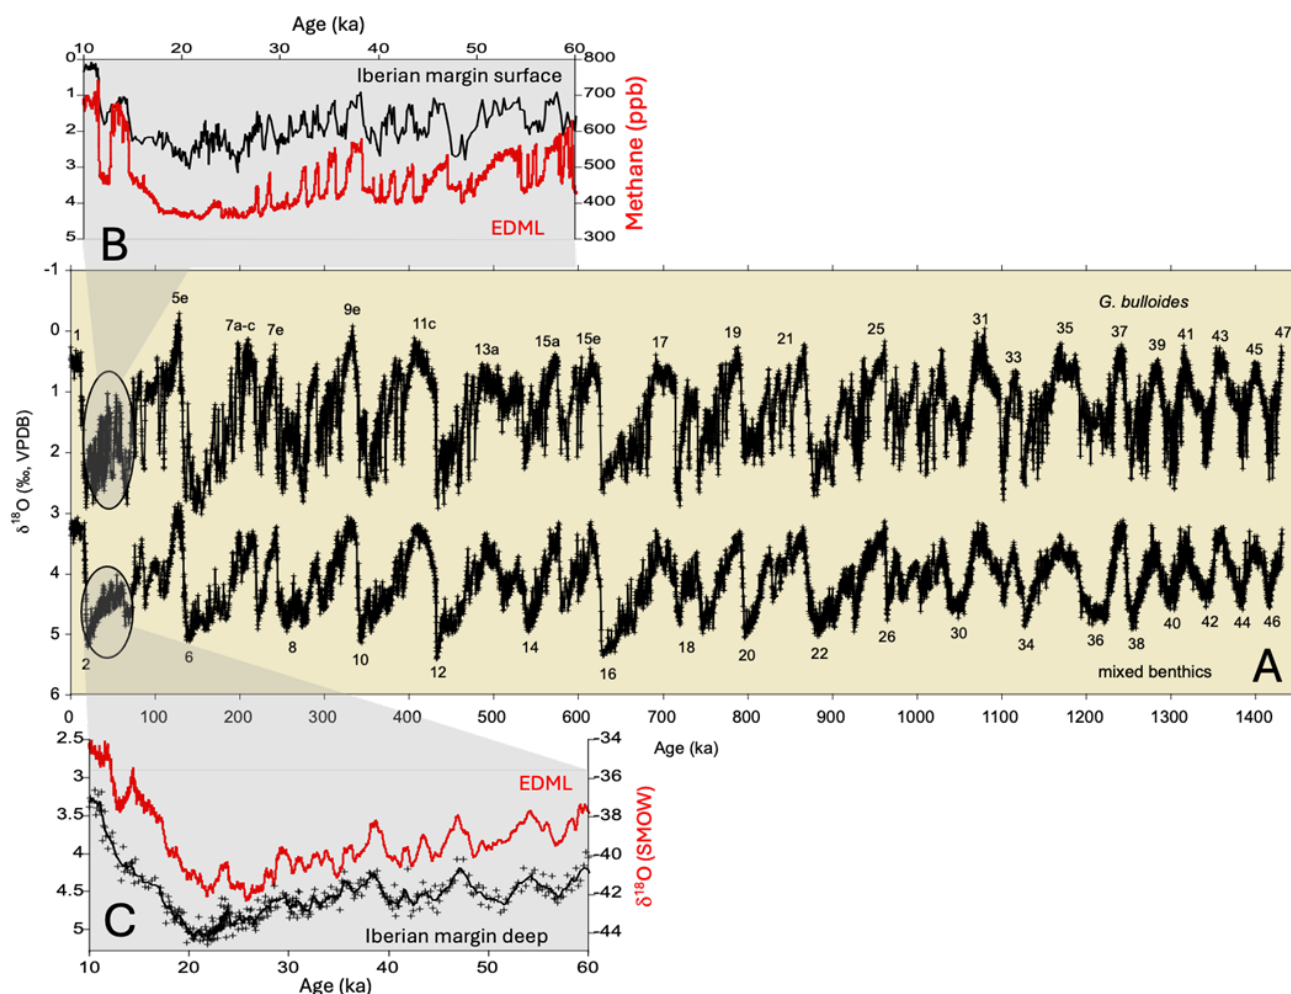 Age (ka)
10 20 30 40 50 60
0 800
1 700
2 600
3 500
4 400
5 300
Iberian margin surface
Methane (ppb)
EDML
B
-1
0
1
2
3
4
5
6
δ18O (‰, VPDB)
1 5e 7a-c 7e 9e 11c 13a 15a 15e 17 19 21 25 31 33 35 37 39 41 43 45 47
G. bulloides
2 6 8 10 12 14 16 18 20 22 26 30 34 36 38 40 42 44 46
mixed benthics
A
0 100 200 300 400 500 600 700 800 900 1000 1100 1200 1300 1400
Age (ka)
2.5 -34
3 -36
3.5 -38
4 -40
4.5 -42
5 -44
EDML
δ18O (SMOW)
C
Iberian margin deep
10 20 30 40 50 60
Age (ka)